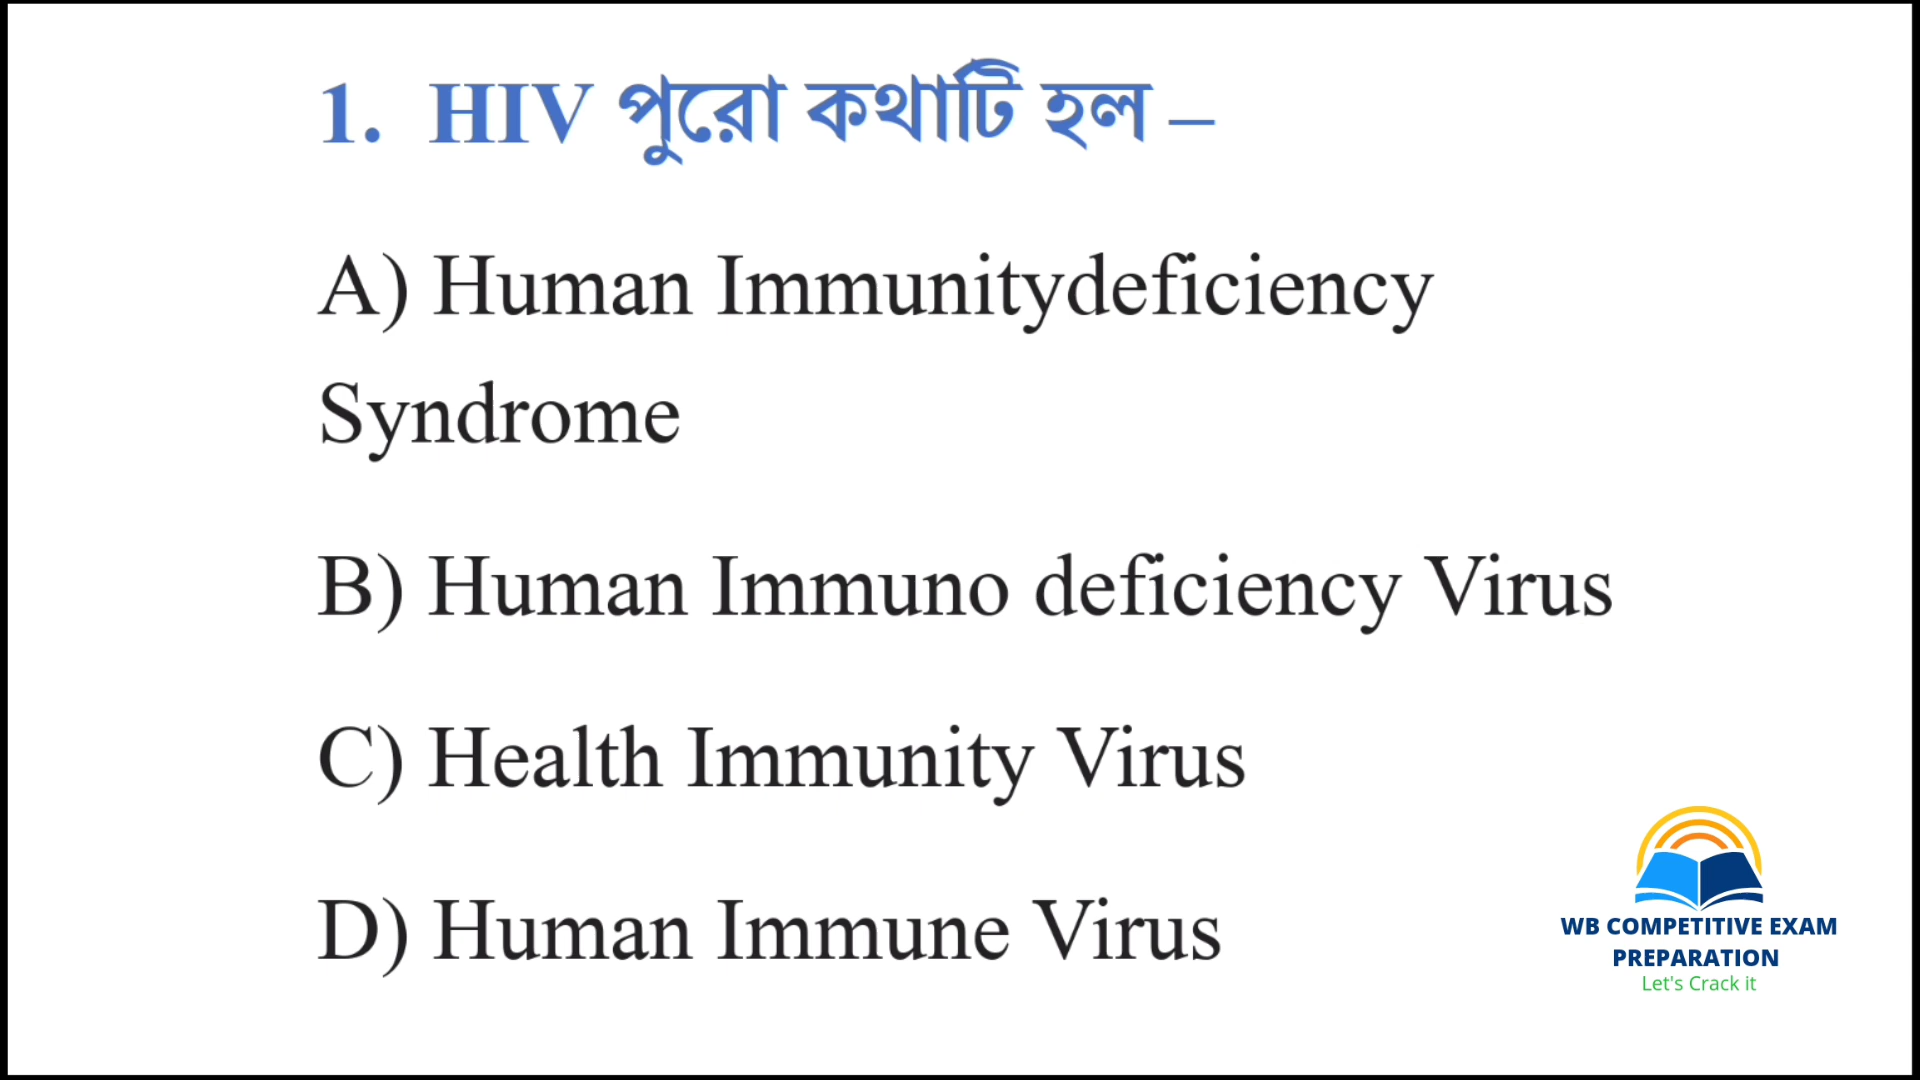 1. HIV পুরো কথাটি হল –
A) Human Immunitydeficiency
Syndrome
B) Human Immuno deficiency Virus
C) Health Immunity Virus
D) Human Immune Virus
WB COMPETITIVE EXAM
PREPARATION
Let's Crack it